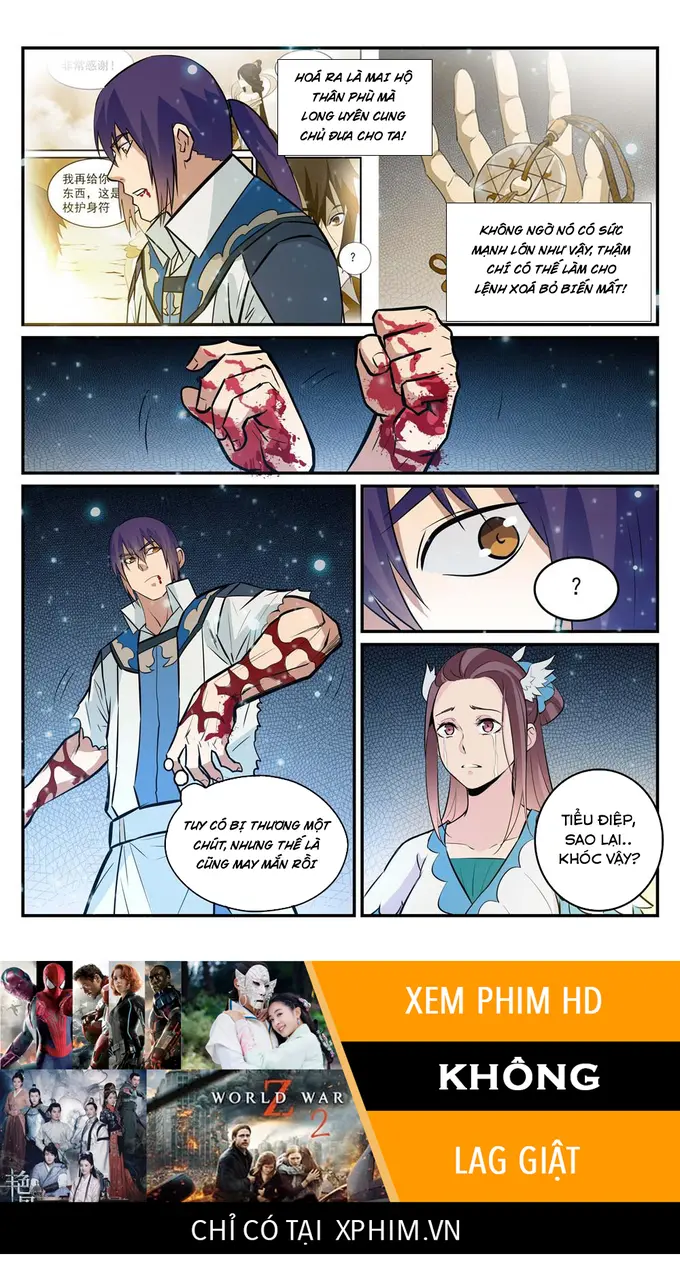 非常感谢！
HOÁ RA LÀ MAI HỘ
THÂN PHÙ MÀ
LONG UYÊN CUNG
CHỦ ĐƯA CHO TA!
我再给你
东西，这是
枚护身符
?
KHÔNG NGỜ NÓ CÓ SỨC
MẠNH LỚN NHƯ VẬY, THẬM
CHÍ CÓ THỂ LÀM CHO
LỆNH XOÁ BỎ BIẾN MẤT!
?
TUY CÓ BỊ THƯƠNG MỘT
CHÚT, NHƯNG THẾ LÀ
CŨNG MAY MẮN RỒI
TIỂU ĐIỆP,
SAO LẠI..
KHÓC VẬY?
XEM PHIM HD
KHÔNG
LAG GIẬT
WORLD WAR
Z
2
CHỈ CÓ TẠI XPHIM.VN